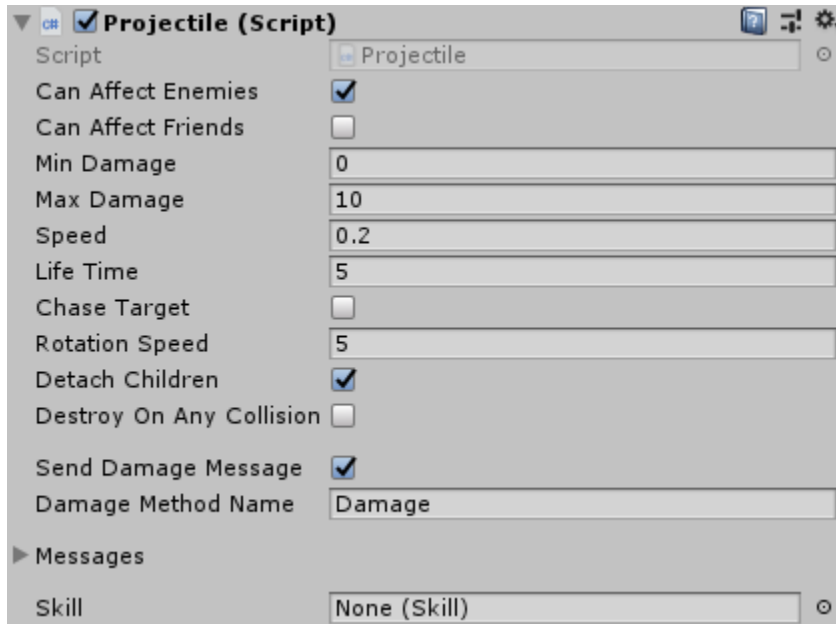 Projectile (Script)
Script Projectile
Can Affect Enemies
Can Affect Friends
Min Damage 0
Max Damage 10
Speed 0.2
Life Time 5
Chase Target
Rotation Speed 5
Detach Children
Destroy On Any Collision
Send Damage Message
Damage Method Name Damage
Messages
Skill None (Skill)